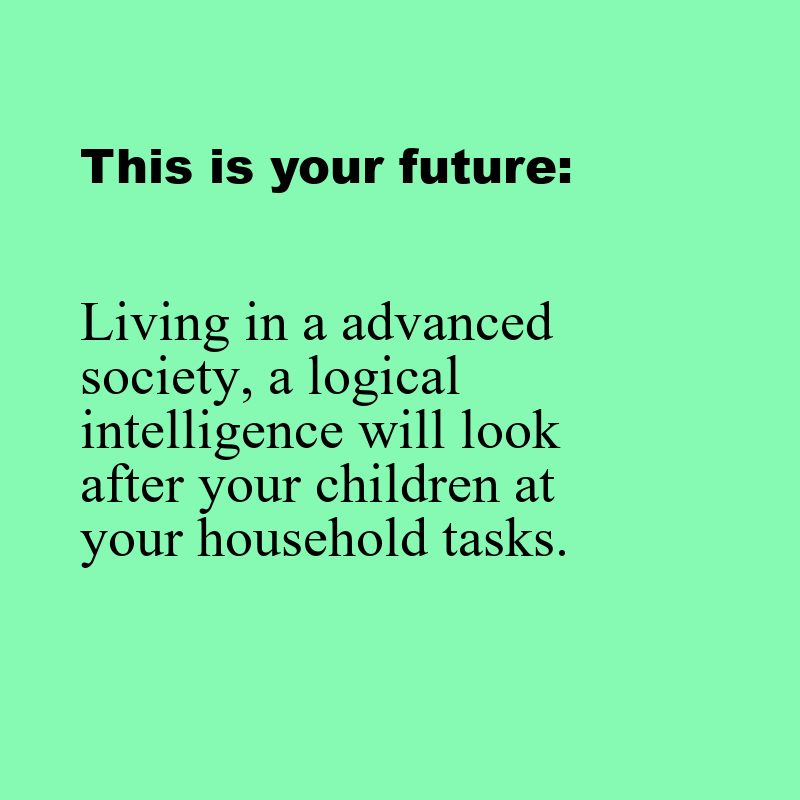 This is your future:
Living in a advanced
society, a logical
intelligence will look
after your children at
your household tasks.